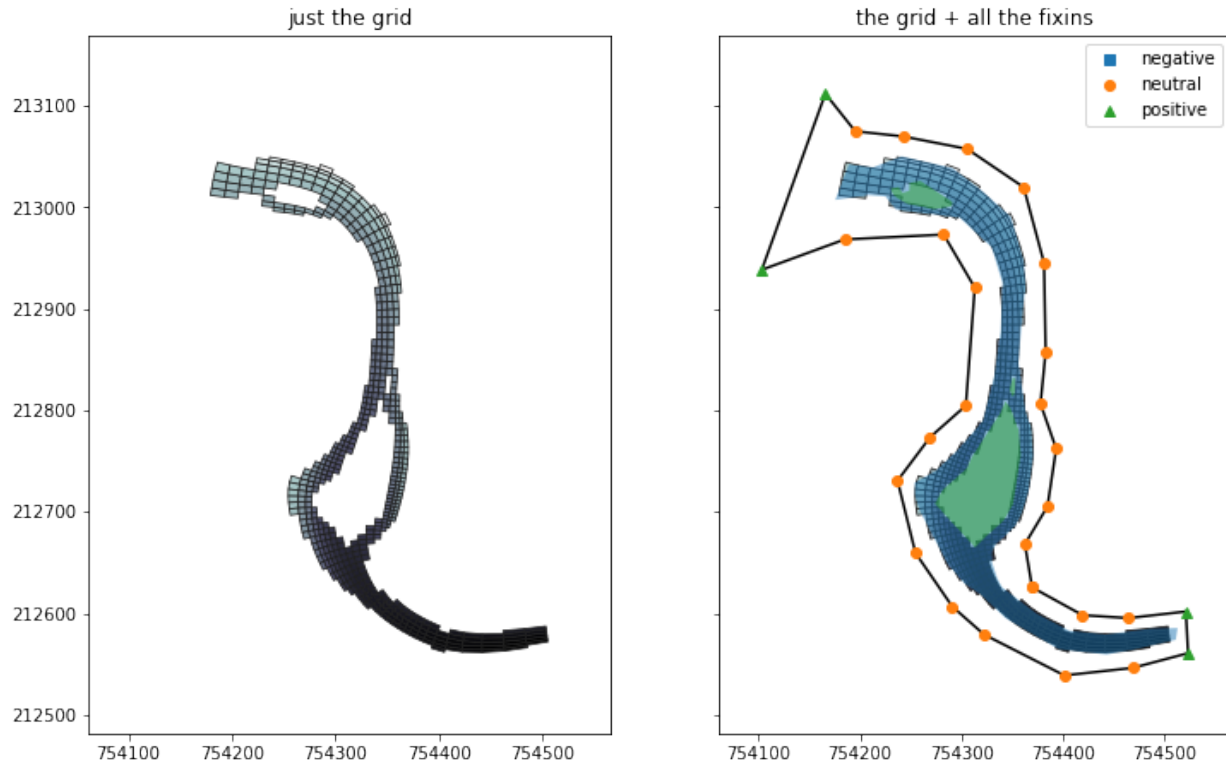 just the grid
the grid + all the fixins
negative
neutral
positive
213100
213000
212900
212800
212700
212600
212500
754100 754200 754300 754400 754500
754100 754200 754300 754400 754500